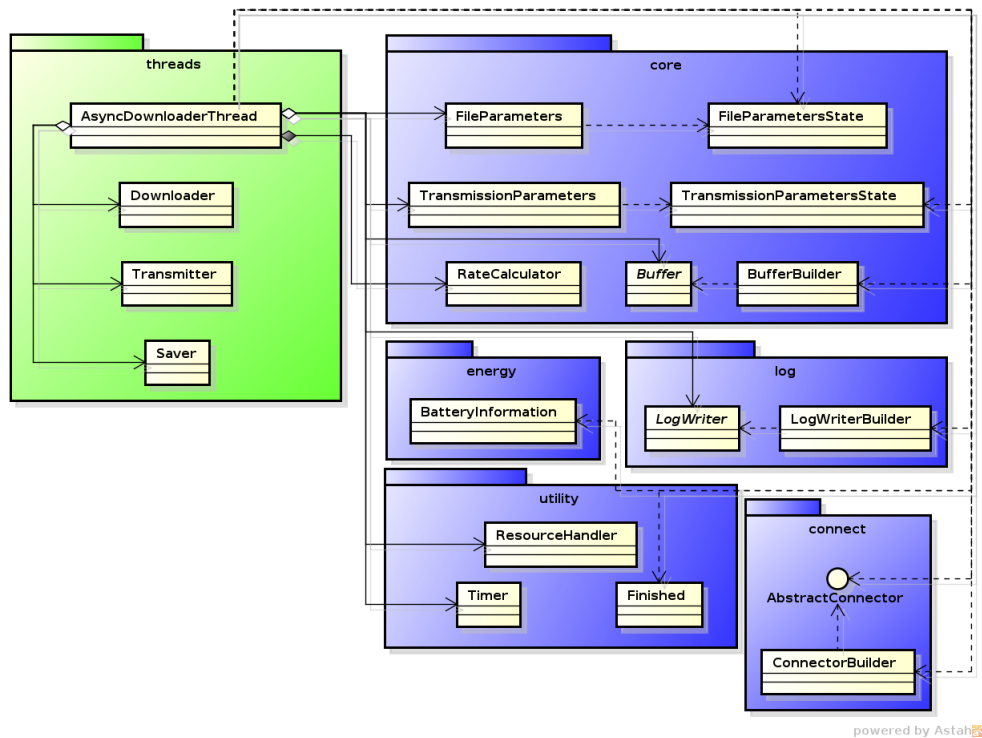 threads
core
AsyncDownloaderThread
FileParameters
FileParametersState
Downloader
TransmissionParameters
TransmissionParametersState
Transmitter
RateCalculator
Buffer
BufferBuilder
Saver
energy
log
BatteryInformation
LogWriter
LogWriterBuilder
utility
ResourceHandler
connect
Timer
Finished
AbstractConnector
ConnectorBuilder
powered by Astah